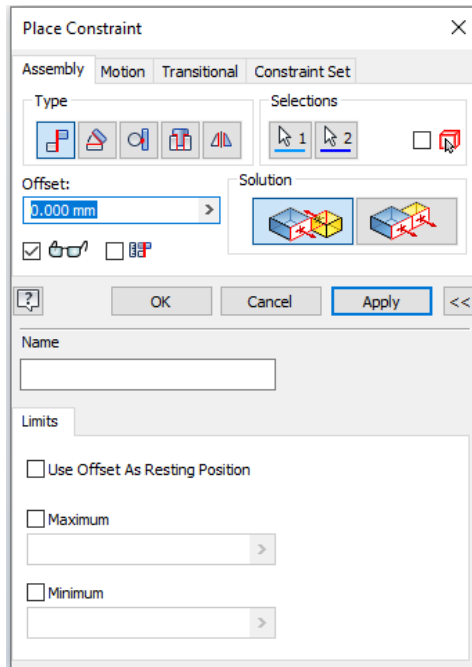 Place Constraint
Assembly Motion Transitional Constraint Set
Type Selections
1 2
Offset: Solution
0.000 mm
? OK Cancel Apply <<
Name
Limits
Use Offset As Resting Position
Maximum
Minimum